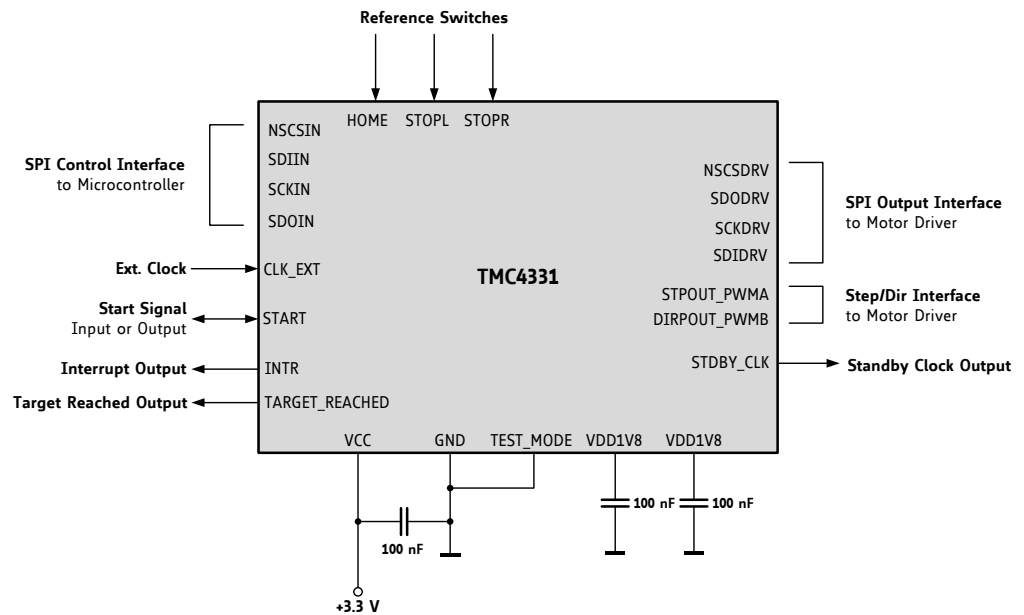 Reference Switches
HOME STOPL STOPR
NSCSIN
SDIIN
SCKIN
SDOIN
SPI Control Interface
to Microcontroller
NSCSDRV
SDODRV
SCKDRV
SDIDRV
SPI Output Interface
to Motor Driver
Ext. Clock
CLK_EXT
TMC4331
STPOUT_PWMA
DIRPOUT_PWMB
Step/Dir Interface
to Motor Driver
Start Signal
Input or Output
START
Interrupt Output
INTR
STDBY_CLK
Standby Clock Output
Target Reached Output
TARGET_REACHED
VCC GND TEST_MODE VDD1V8 VDD1V8
100 nF
100 nF
100 nF
+3.3 V